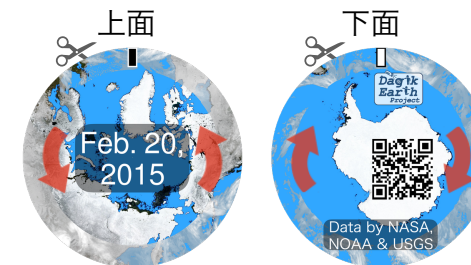 上面
下面
Dagik
Earth
Project
Feb. 20,
2015
Data by NASA,
NOAA & USGS